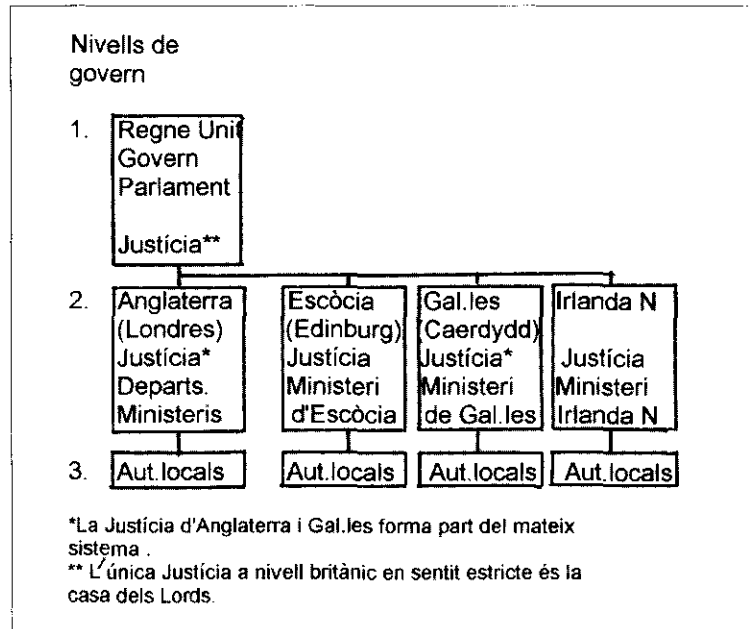 Nivells de
govern
1. Regne Unit
Govern
Parlament
Justícia**
2. Anglaterra
(Londres)
Justícia*
Departs.
Ministeris
Escòcia
(Edinburg)
Justícia
Ministeri
d'Escòcia
Gal.les
(Caerdydd)
Justícia*
Ministeri
de Gal.les
Irlanda N
Justícia
Ministeri
Irlanda N
3. Aut.locals
Aut.locals
Aut.locals
Aut.locals
*La Justícia d'Anglaterra i Gal.les forma part del mateix
sistema .
** L'única Justícia a nivell britànic en sentit estricte és la
casa dels Lords.